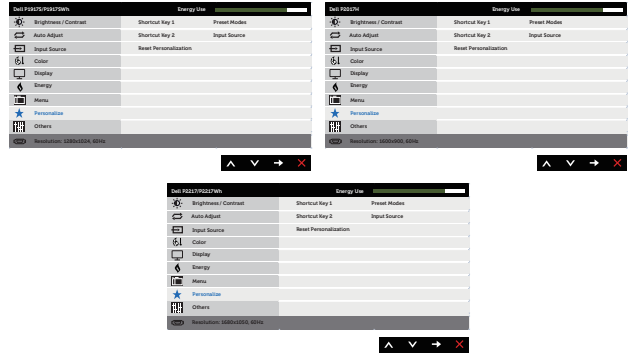 Dell P1917S/P1917SWh Energy Use
Brightness / Contrast Shortcut Key 1 Preset Modes
Auto Adjust Shortcut Key 2 Input Source
Input Source Reset Personalization
Color
Display
Energy
Menu
Personalize
Others
Resolution: 1280x1024, 60Hz
Dell P2017H Energy Use
Brightness / Contrast Shortcut Key 1 Preset Modes
Auto Adjust Shortcut Key 2 Input Source
Input Source Reset Personalization
Color
Display
Energy
Menu
Personalize
Others
Resolution: 1600x900, 60Hz
Dell P2217/P2217Wh Energy Use
Brightness / Contrast Shortcut Key 1 Preset Modes
Auto Adjust Shortcut Key 2 Input Source
Input Source Reset Personalization
Color
Display
Energy
Menu
Personalize
Others
Resolution: 1680x1050, 60Hz